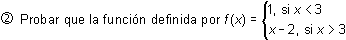 ② Probar que la función definida por f(x) = {1, si x < 3
x-2, si x > 3